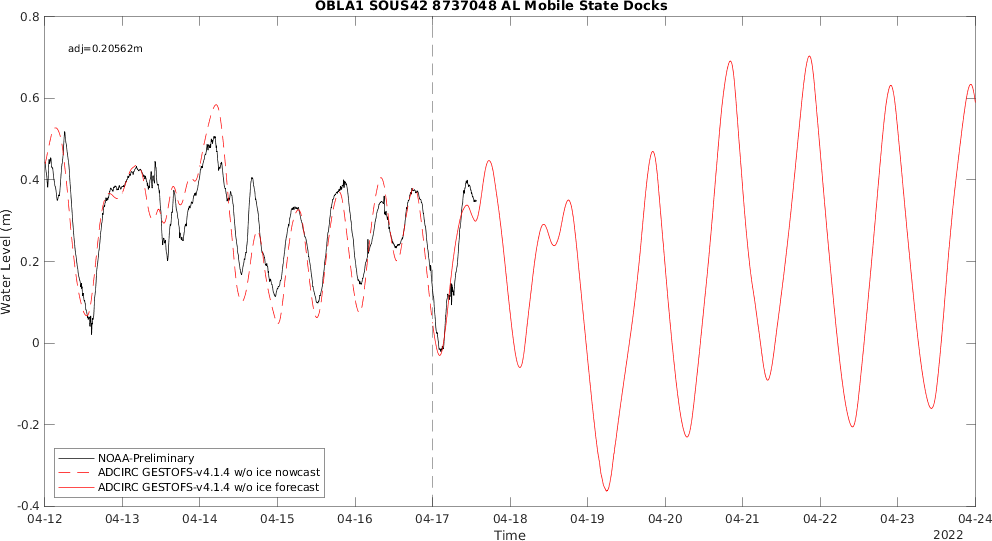 OBLA1 SOUS42 8737048 AL Mobile State Docks
adj=0.20562m
Water Level (m)
0.8
0.6
0.4
0.2
0
-0.2
-0.4
NOAA-Preliminary
ADCIRC GESTOFS-v4.1.4 w/o ice nowcast
ADCIRC GESTOFS-v4.1.4 w/o ice forecast
04-12 04-13 04-14 04-15 04-16 04-17 04-18 04-19 04-20 04-21 04-22 04-23 04-24
Time
2022